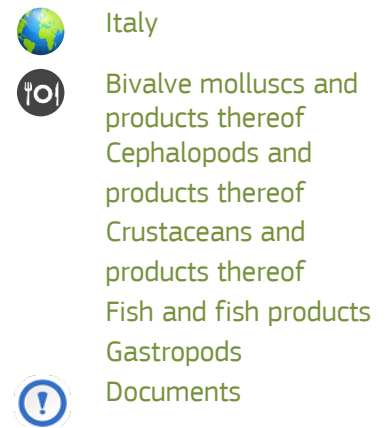 Italy
Bivalve molluscs and
products thereof
Cephalopods and
products thereof
Crustaceans and
products thereof
Fish and fish products
Gastropods
Documents